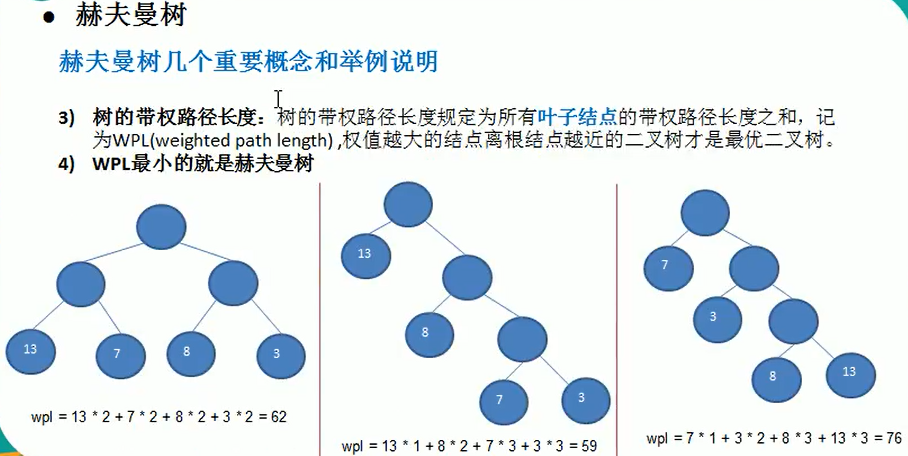 ● 赫夫曼树
赫夫曼树几个重要概念和举例说明
3) 树的带权路径长度：树的带权路径长度规定为所有叶子结点的带权路径长度之和，记
为WPL(weighted path length) ,权值越大的结点离根结点越近的二叉树才是最优二叉树。
4) WPL最小的就是赫夫曼树
13
7
8
3
wpl = 13 * 2 + 7 * 2 + 8 * 2 + 3 * 2 = 62
13
8
7
3
wpl = 13 * 1 + 8 * 2 + 7 * 3 + 3 * 3 = 59
7
3
8
13
wpl = 7 * 1 + 3 * 2 + 8 * 3 + 13 * 3 = 76